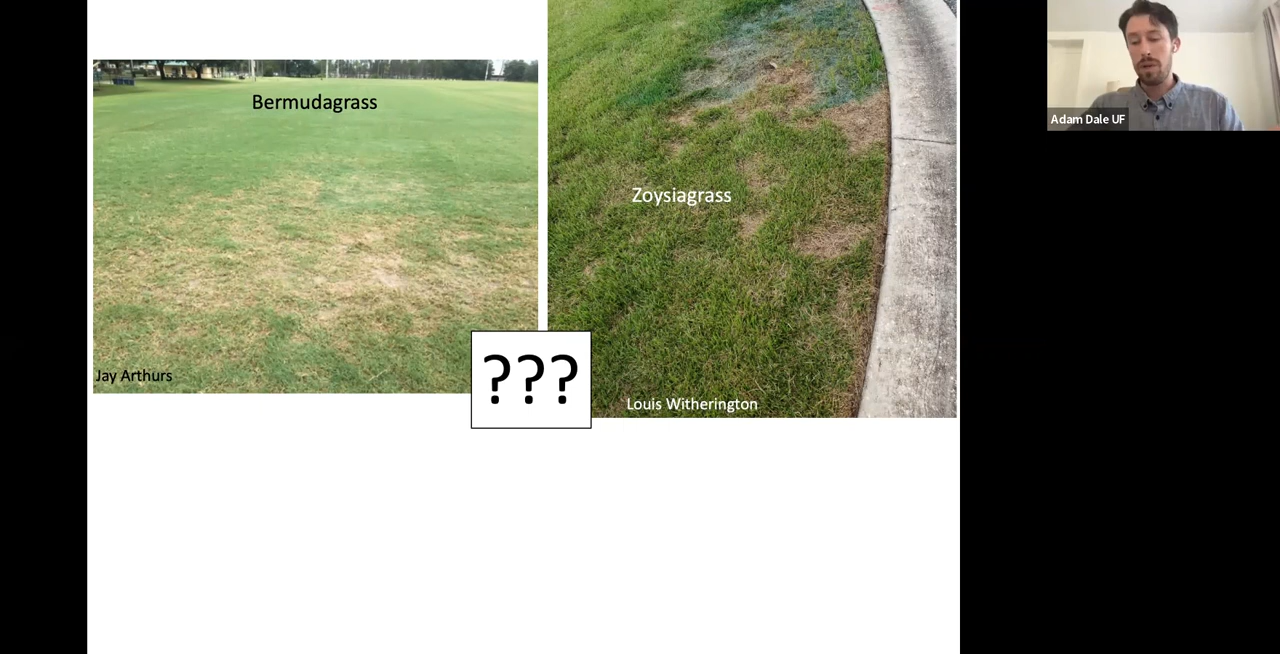 Bermudagrass
Jay Arthurs
Zoysiagrass
Louis Witherington
???
Adam Dale UF